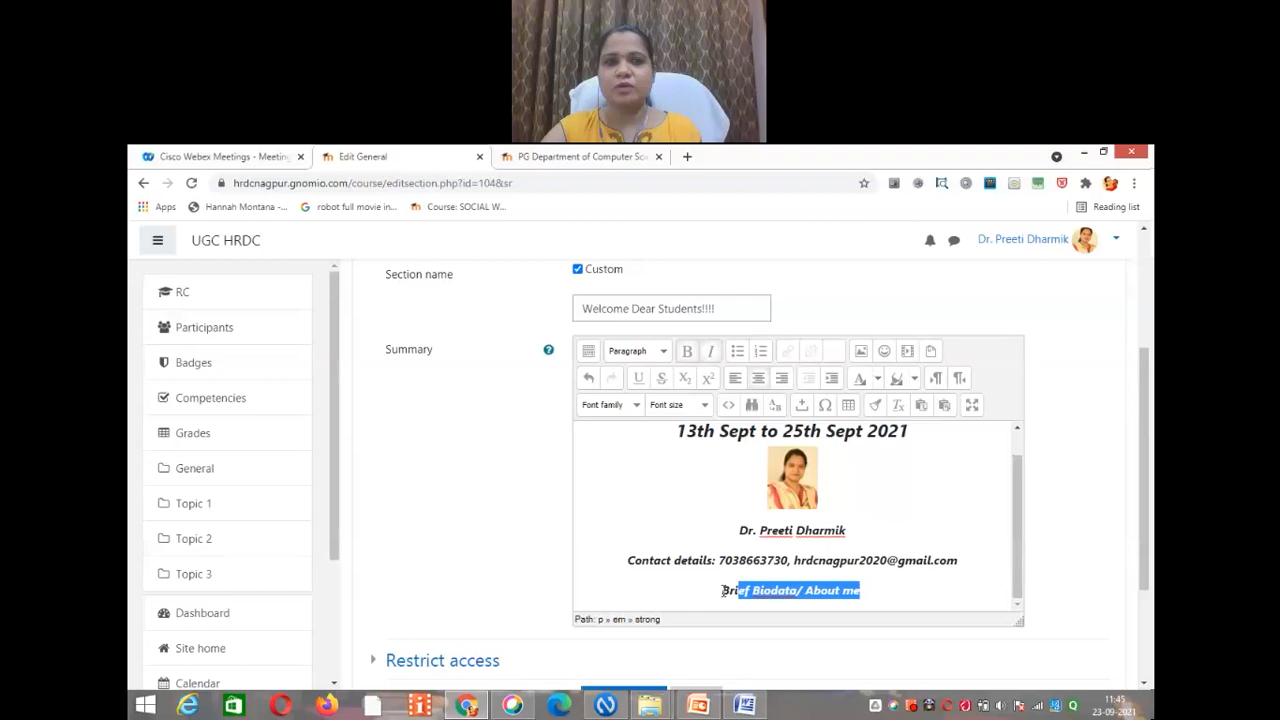 Cisco Webex Meetings - Meeting
Edit General
PG Department of Computer Sci
hrdcnagpur.gnomio.com/course/editsection.php?id=104&sr
Apps
Hannah Montana -...
robot full movie in...
Course: SOCIAL W...
Reading list
UGC HRDC
Dr. Preeti Dharmik
RC
Participants
Badges
Competencies
Grades
General
Topic 1
Topic 2
Topic 3
Dashboard
Site home
Calendar
Section name
Custom
Welcome Dear Students!!!!
Summary
Paragraph
Font family
Font size
13th Sept to 25th Sept 2021
Dr. Preeti Dharmik
Contact details: 7038663730, hrdcnagpur2020@gmail.com
Brief Biodata/ About me
Path: p » em » strong
Restrict access
11:45
23-09-2021